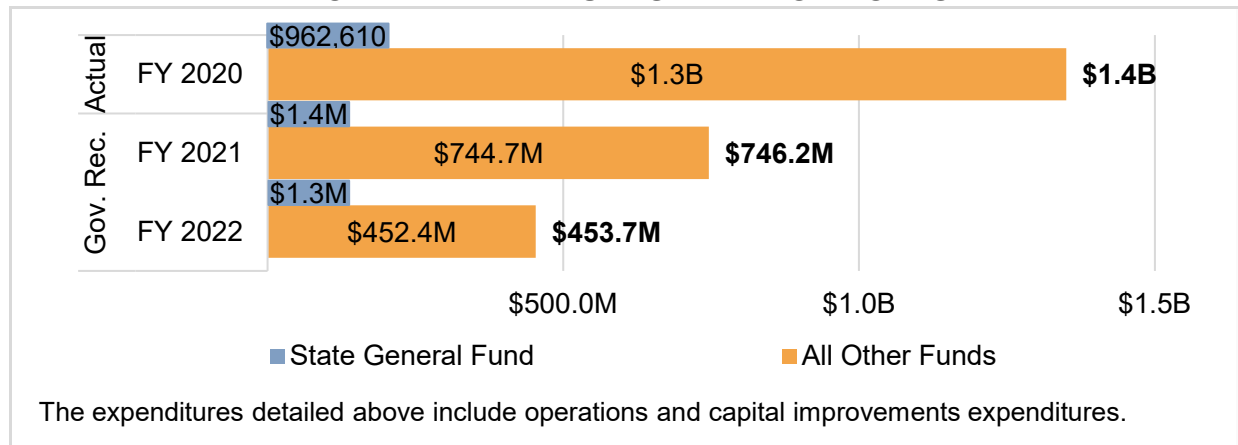 Actual
$962,610
FY 2020
$1.3B
$1.4B
Gov. Rec.
$1.4M
FY 2021
$744.7M
$746.2M
$1.3M
FY 2022
$452.4M
$453.7M
$500.0M
$1.0B
$1.5B
State General Fund
All Other Funds
The expenditures detailed above include operations and capital improvements expenditures.